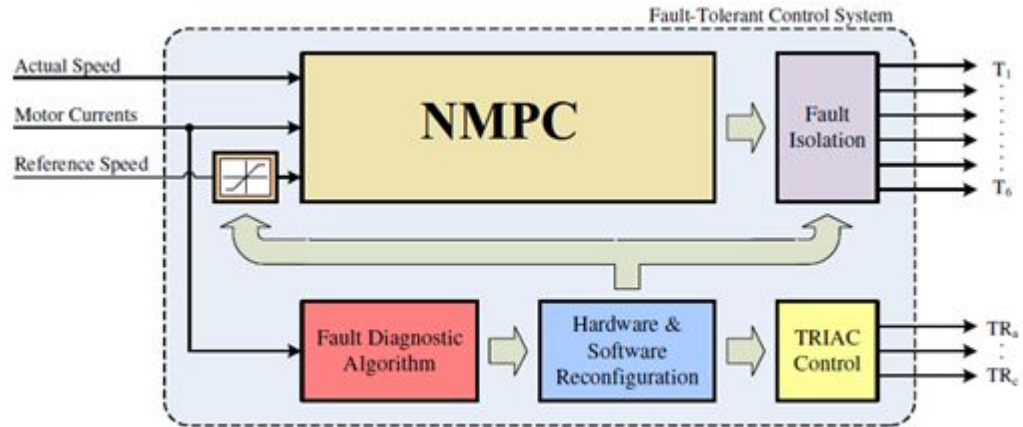 Fault-Tolerant Control System
Actual Speed
Motor Currents
Reference Speed
NMPC
Fault
Isolation
T1
T6
Fault Diagnostic
Algorithm
Hardware &
Software
Reconfiguration
TRIAC
Control
TRa
TRc